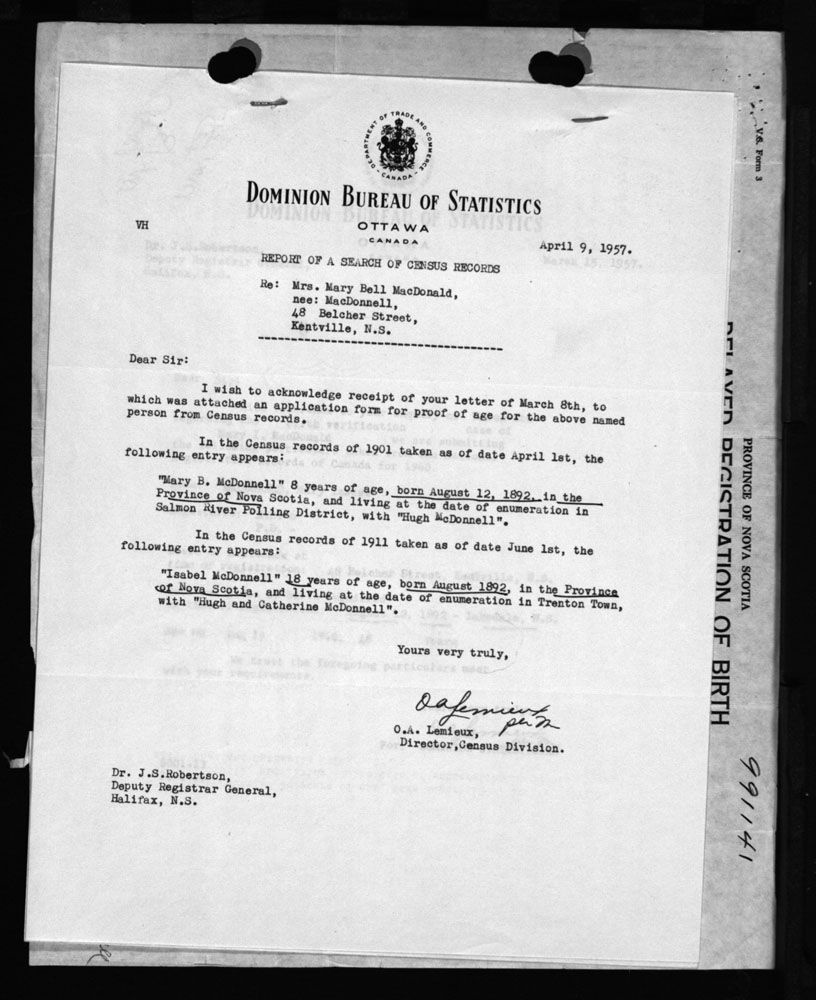 V.S. Form 3
DEPARTMENT OF TRADE AND COMMERCE
CANADA
DOMINION BUREAU OF STATISTICS
OTTAWA
CANADA
VH
April 9, 1957.
REPORT OF A SEARCH OF CENSUS RECORDS
Re: Mrs. Mary Bell MacDonald,
nee: MacDonnell,
48 Belcher Street,
Kentville, N.S.
Dear Sir:
I wish to acknowledge receipt of your letter of March 8th, to
which was attached an application form for proof of age for the above named
person from Census records.
In the Census records of 1901 taken as of date April 1st, the
following entry appears:
"Mary B. McDonnell" 8 years of age, born August 12, 1892, in the
Province of Nova Scotia, and living at the date of enumeration in
Salmon River Polling District, with "Hugh McDonnell".
In the Census records of 1911 taken as of date June 1st, the
following entry appears:
"Isabel McDonnell" 18 years of age, born August 1892, in the Province
of Nova Scotia, and living at the date of enumeration in Trenton Town,
with "Hugh and Catherine McDonnell".
Yours very truly,
O A Lemieux
per
O.A. Lemieux,
Director,Census Division.
Dr. J.S.Robertson,
Deputy Registrar General,
Halifax, N.S.
PROVINCE OF NOVA SCOTIA
DELAYED REGISTRATION OF BIRTH
991141